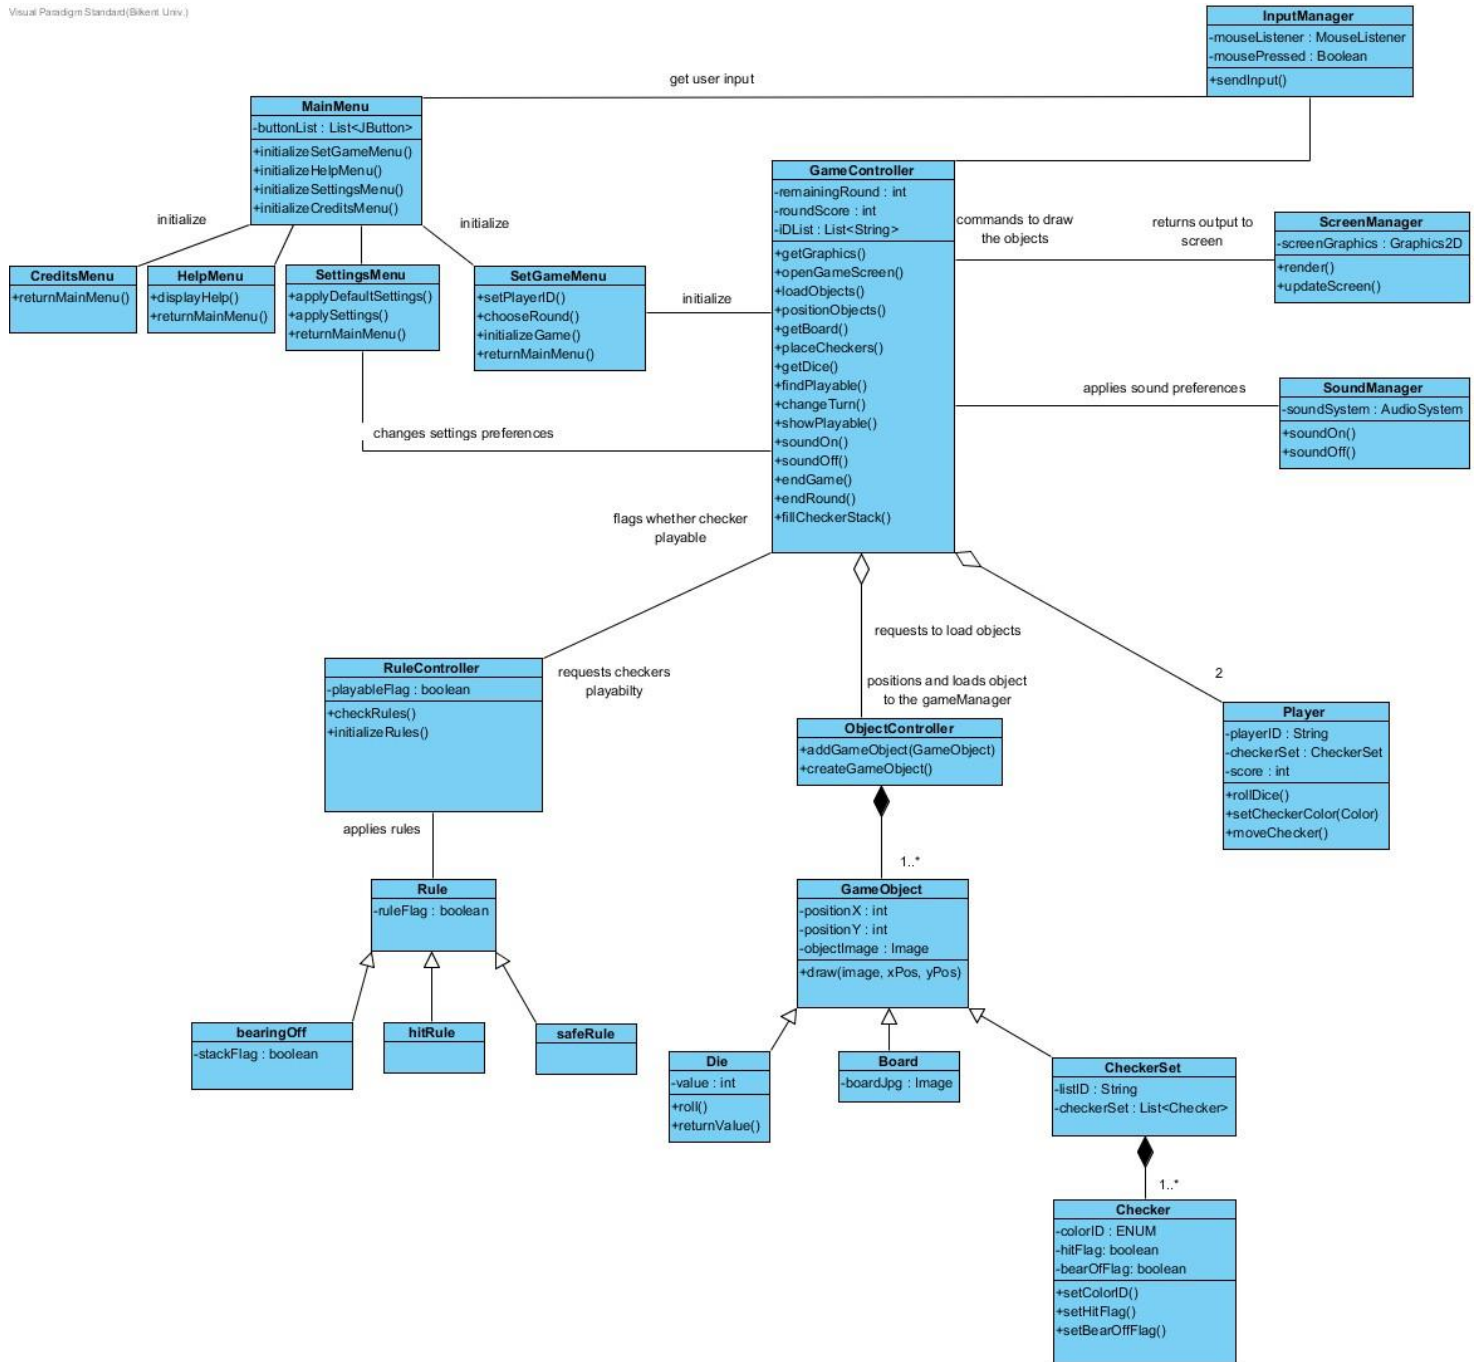 Visual Paradigm Standard(Bilkent Univ.)
InputManager
-mouseListener : MouseListener
-mousePressed : Boolean
+sendInput()
get user input
MainMenu
-buttonList : List<JButton>
+initializeSetGameMenu()
+initializeHelpMenu()
+initializeSettingsMenu()
+initializeCreditsMenu()
initialize
initialize
CreditsMenu
+returnMainMenu()
HelpMenu
+displayHelp()
+returnMainMenu()
SettingsMenu
+applyDefaultSettings()
+applySettings()
+returnMainMenu()
SetGameMenu
+setPlayerID()
+chooseRound()
+initializeGame()
+returnMainMenu()
initialize
changes settings preferences
GameController
-remainingRound : int
-roundScore : int
-iDList : List<String>
+getGraphics()
+openGameScreen()
+loadObjects()
+positionObjects()
+getBoard()
+placeCheckers()
+getDice()
+findPlayable()
+changeTurn()
+showPlayable()
+soundOn()
+soundOff()
+endGame()
+endRound()
+fillCheckerStack()
commands to draw
the objects
returns output to
screen
ScreenManager
-screenGraphics : Graphics2D
+render()
+updateScreen()
applies sound preferences
SoundManager
-soundSystem : AudioSystem
+soundOn()
+soundOff()
flags whether checker
playable
requests checkers
playabilty
RuleController
-playableFlag : boolean
+checkRules()
+initializeRules()
applies rules
Rule
-ruleFlag : boolean
bearingOff
-stackFlag : boolean
hitRule
safeRule
requests to load objects
positions and loads object
to the gameManager
ObjectController
+addGameObject(GameObject)
+createGameObject()
1..*
GameObject
-positionX : int
-positionY : int
-objectImage : Image
+draw(image, xPos, yPos)
2
Player
-playerID : String
-checkerSet : CheckerSet
-score : int
+rollDice()
+setCheckerColor(Color)
+moveChecker()
Die
-value : int
+roll()
+returnValue()
Board
-boardJpg : Image
CheckerSet
-listID : String
-checkerSet : List<Checker>
1..*
Checker
-colorID : ENUM
-hitFlag: boolean
-bearOfFlag: boolean
+setColorID()
+setHitFlag()
+setBearOffFlag()